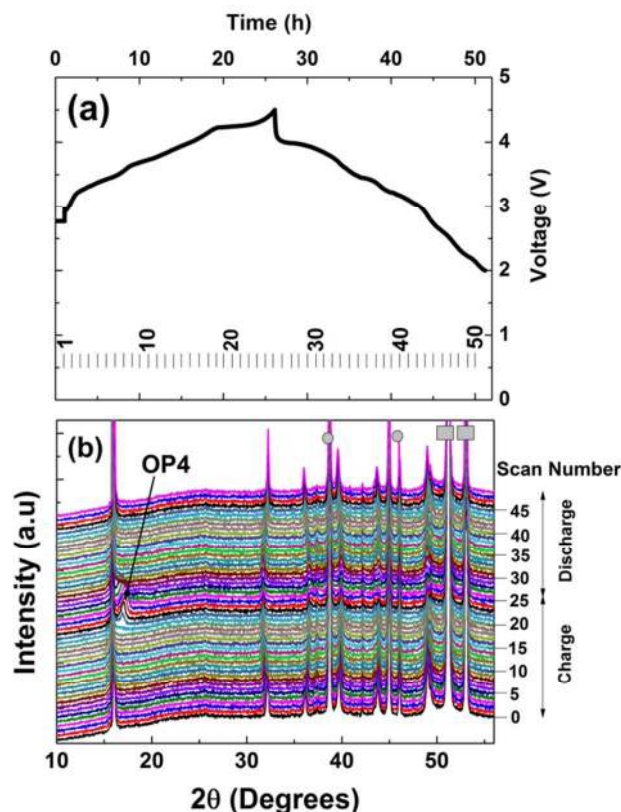 Time (h)
0 10 20 30 40 50
(a)
5
4
3
2
1
0
Voltage (V)
1 10 20 30 40 50
(b)
OP4
Scan Number
45
40
35
30
25
20
15
10
5
0
Discharge
Charge
Intensity (a.u)
10 20 30 40 50
2θ (Degrees)